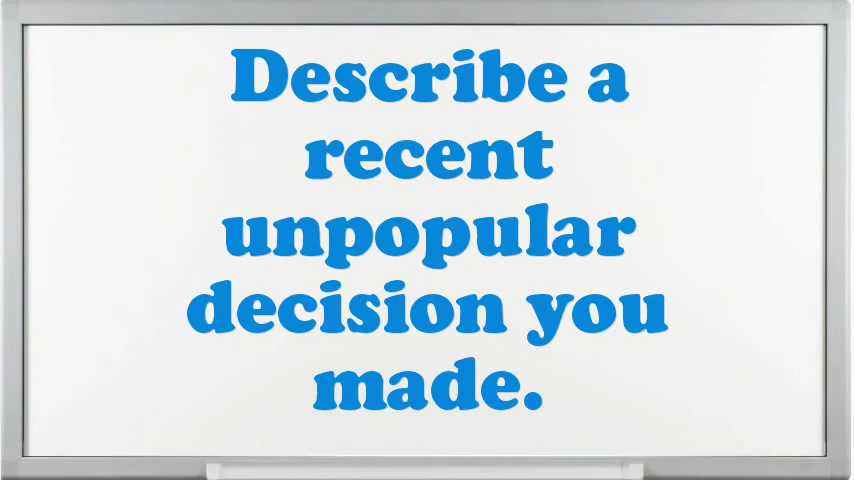 Describe a
recent
unpopular
decision you
made.